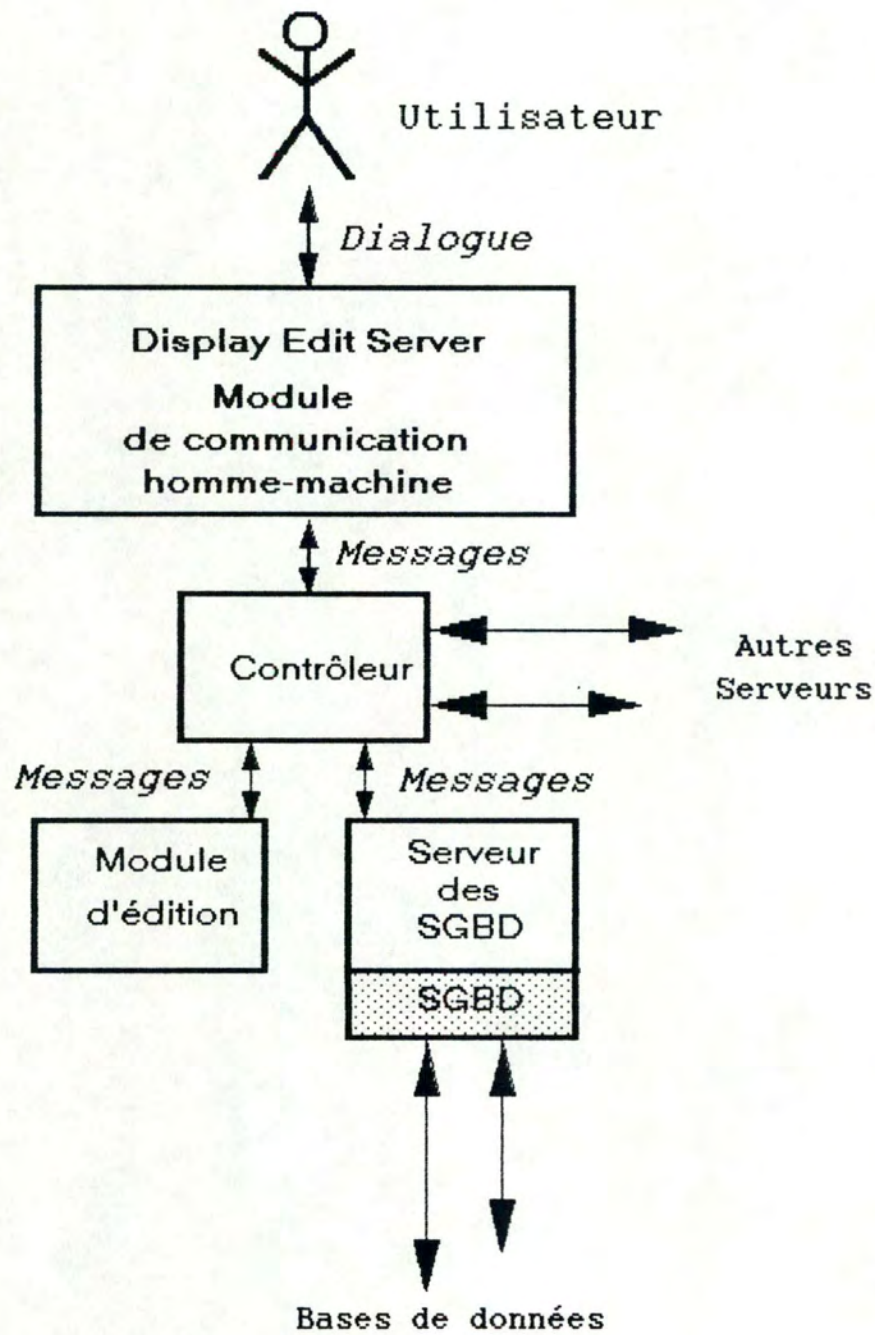 Utilisateur
Dialogue
Display Edit Server
Module
de communication
homme-machine
Messages
Contrôleur
Autres
Serveurs
Messages
Messages
Module
d'édition
Serveur
des
SGBD
SGBD
Bases de données